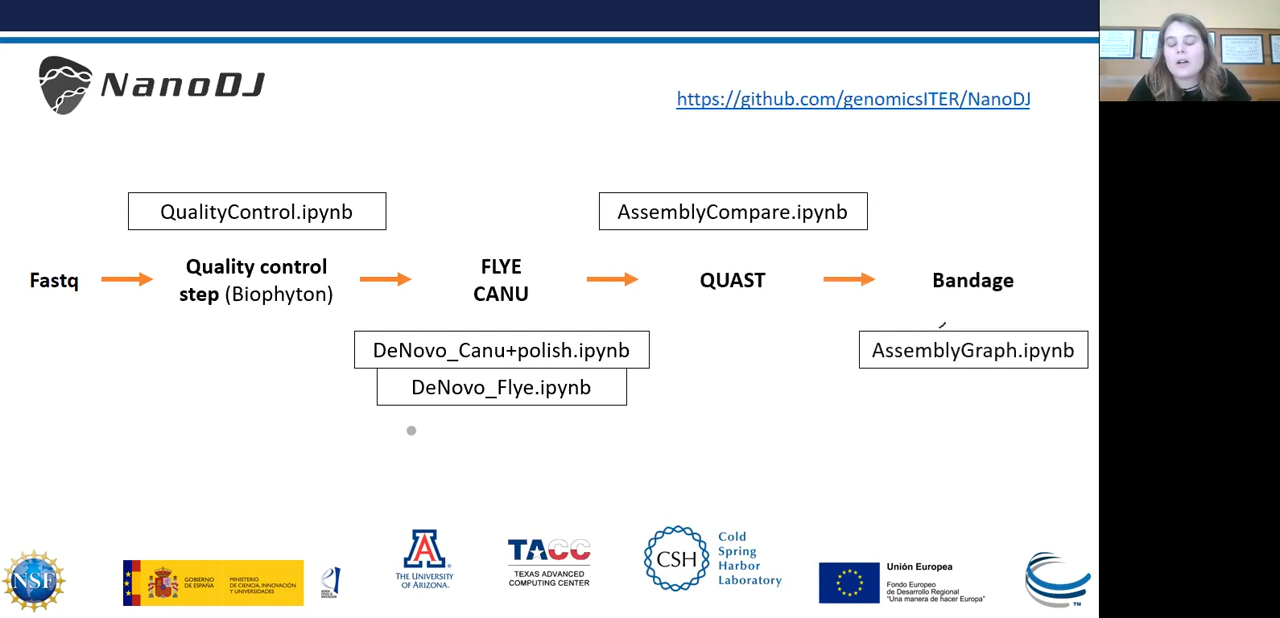 NanoDJ
https://github.com/genomicsITER/NanoDJ
QualityControl.ipynb
AssemblyCompare.ipynb
Fastq
Quality control
step (Biophyton)
FLYE
CANU
QUAST
Bandage
DeNovo_Canu+polish.ipynb
DeNovo_Flye.ipynb
AssemblyGraph.ipynb
NSF
GOBIERNO
DE ESPAÑA
MINISTERIO
DE CIENCIA, INNOVACIÓN
Y UNIVERSIDADES
A
THE UNIVERSITY
OF ARIZONA.
TACC
TEXAS ADVANCED
COMPUTING CENTER
CSH
Cold
Spring
Harbor
Laboratory
Unión Europea
Fondo Europeo
de Desarrollo Regional
"Una manera de hacer Europa"
TM